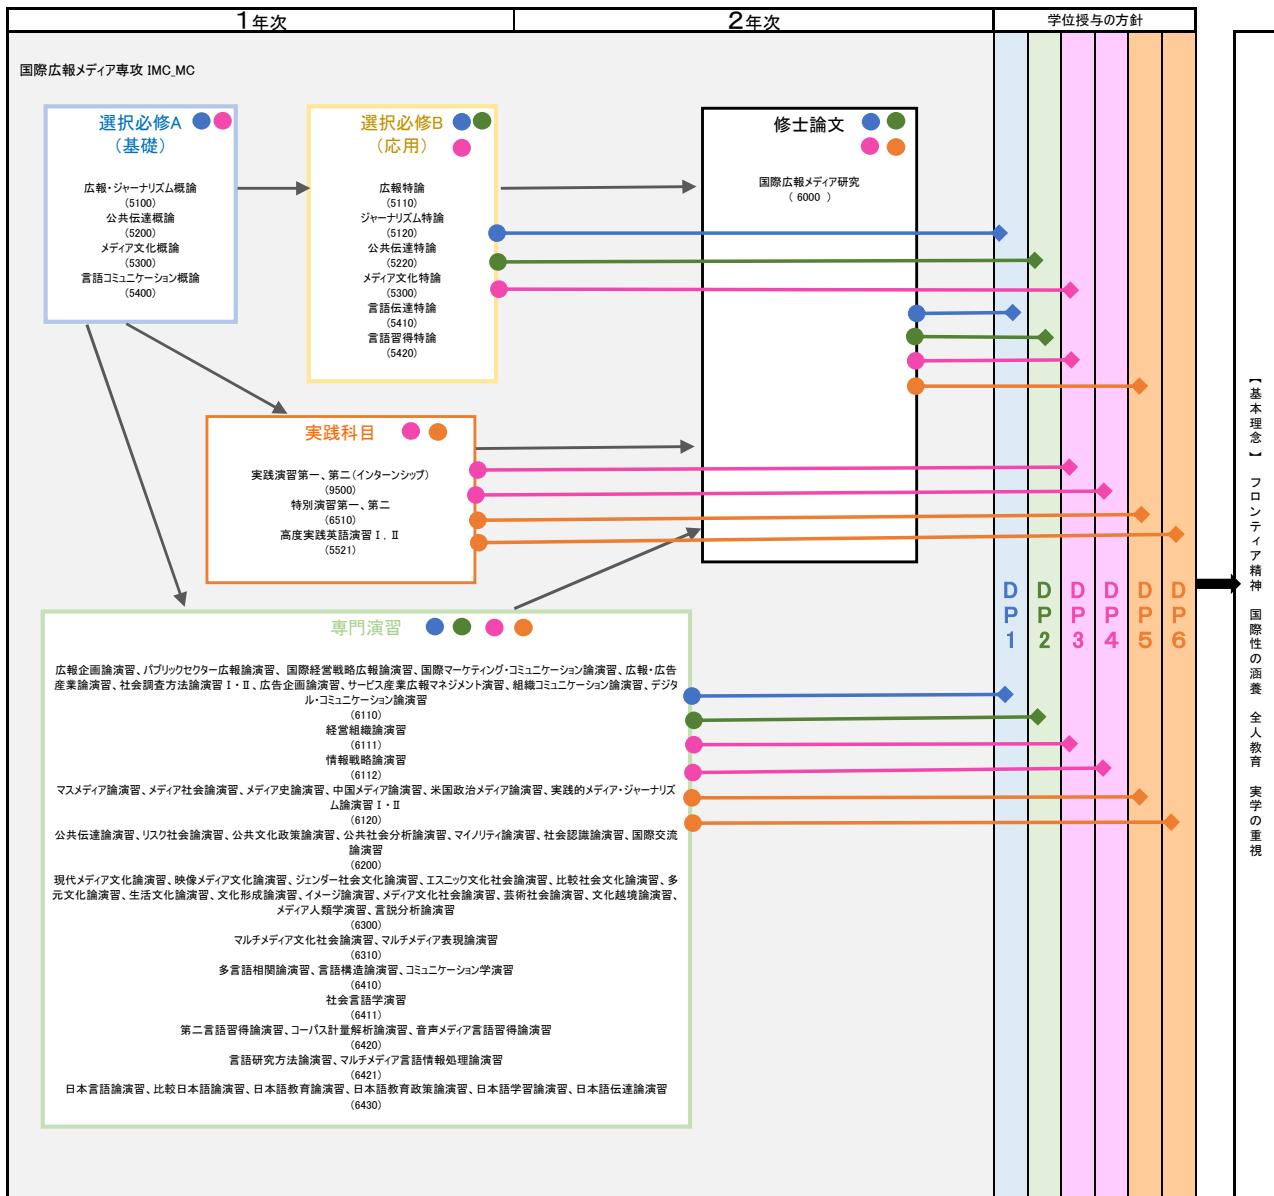 1年次
2年次
学位授与の方針
国際広報メディア専攻 IMC_MC
選択必修A
（基礎）
広報・ジャーナリズム概論
(5100)
公共伝達概論
(5200)
メディア文化概論
(5300)
言語コミュニケーション概論
(5400)
選択必修B
（応用）
広報特論
(5110)
ジャーナリズム特論
(5120)
公共伝達特論
(5220)
メディア文化特論
(5300)
言語伝達特論
(5410)
言語習得特論
(5420)
修士論文
国際広報メディア研究
( 6000 )
実践科目
実践演習第一、第二（インターンシップ）
(9500)
特別演習第一、第二
(6510)
高度実践英語演習Ⅰ．Ⅱ
(5521)
専門演習
広報企画論演習、パブリックセクター広報論演習、国際経営戦略広報論演習、国際マーケティング・コミュニケーション論演習、広報・広告
産業論演習、社会調査方法論演習Ⅰ・Ⅱ、広告企画論演習、サービス産業広報マネジメント演習、組織コミュニケーション論演習、デジタ
ル・コミュニケーション論演習
(6110)
経営組織論演習
(6111)
情報戦略論演習
(6112)
マスメディア論演習、メディア社会論演習、メディア史論演習、中国メディア論演習、米国政治メディア論演習、実践的メディア・ジャーナリズ
ム論演習Ⅰ・Ⅱ
(6120)
公共伝達論演習、リスク社会論演習、公共文化政策論演習、公共社会分析論演習、マイノリティ論演習、社会認識論演習、国際交流
論演習
(6200)
現代メディア文化論演習、映像メディア文化論演習、ジェンダー社会文化論演習、エスニック文化社会論演習、比較社会文化論演習、多
元文化論演習、生活文化論演習、文化形成論演習、イメージ論演習、メディア文化社会論演習、芸術社会論演習、文化越境論演習、
メディア人類学演習、言説分析論演習
(6300)
マルチメディア文化社会論演習、マルチメディア表現論演習
(6310)
多言語相関論演習、言語構造論演習、コミュニケーション学演習
(6410)
社会言語学演習
(6411)
第二言語習得論演習、コーパス計量解析論演習、音声メディア言語習得論演習
(6420)
言語研究方法論演習、マルチメディア言語情報処理論演習
(6421)
日本言語論演習、比較日本語論演習、日本語教育論演習、日本語教育政策論演習、日本語学習論演習、日本語伝達論演習
(6430)
DP1
DP2
DP3
DP4
DP5
DP6
【基本理念】 フロンティア精神 国際性の涵養 全人教育 実学の重視